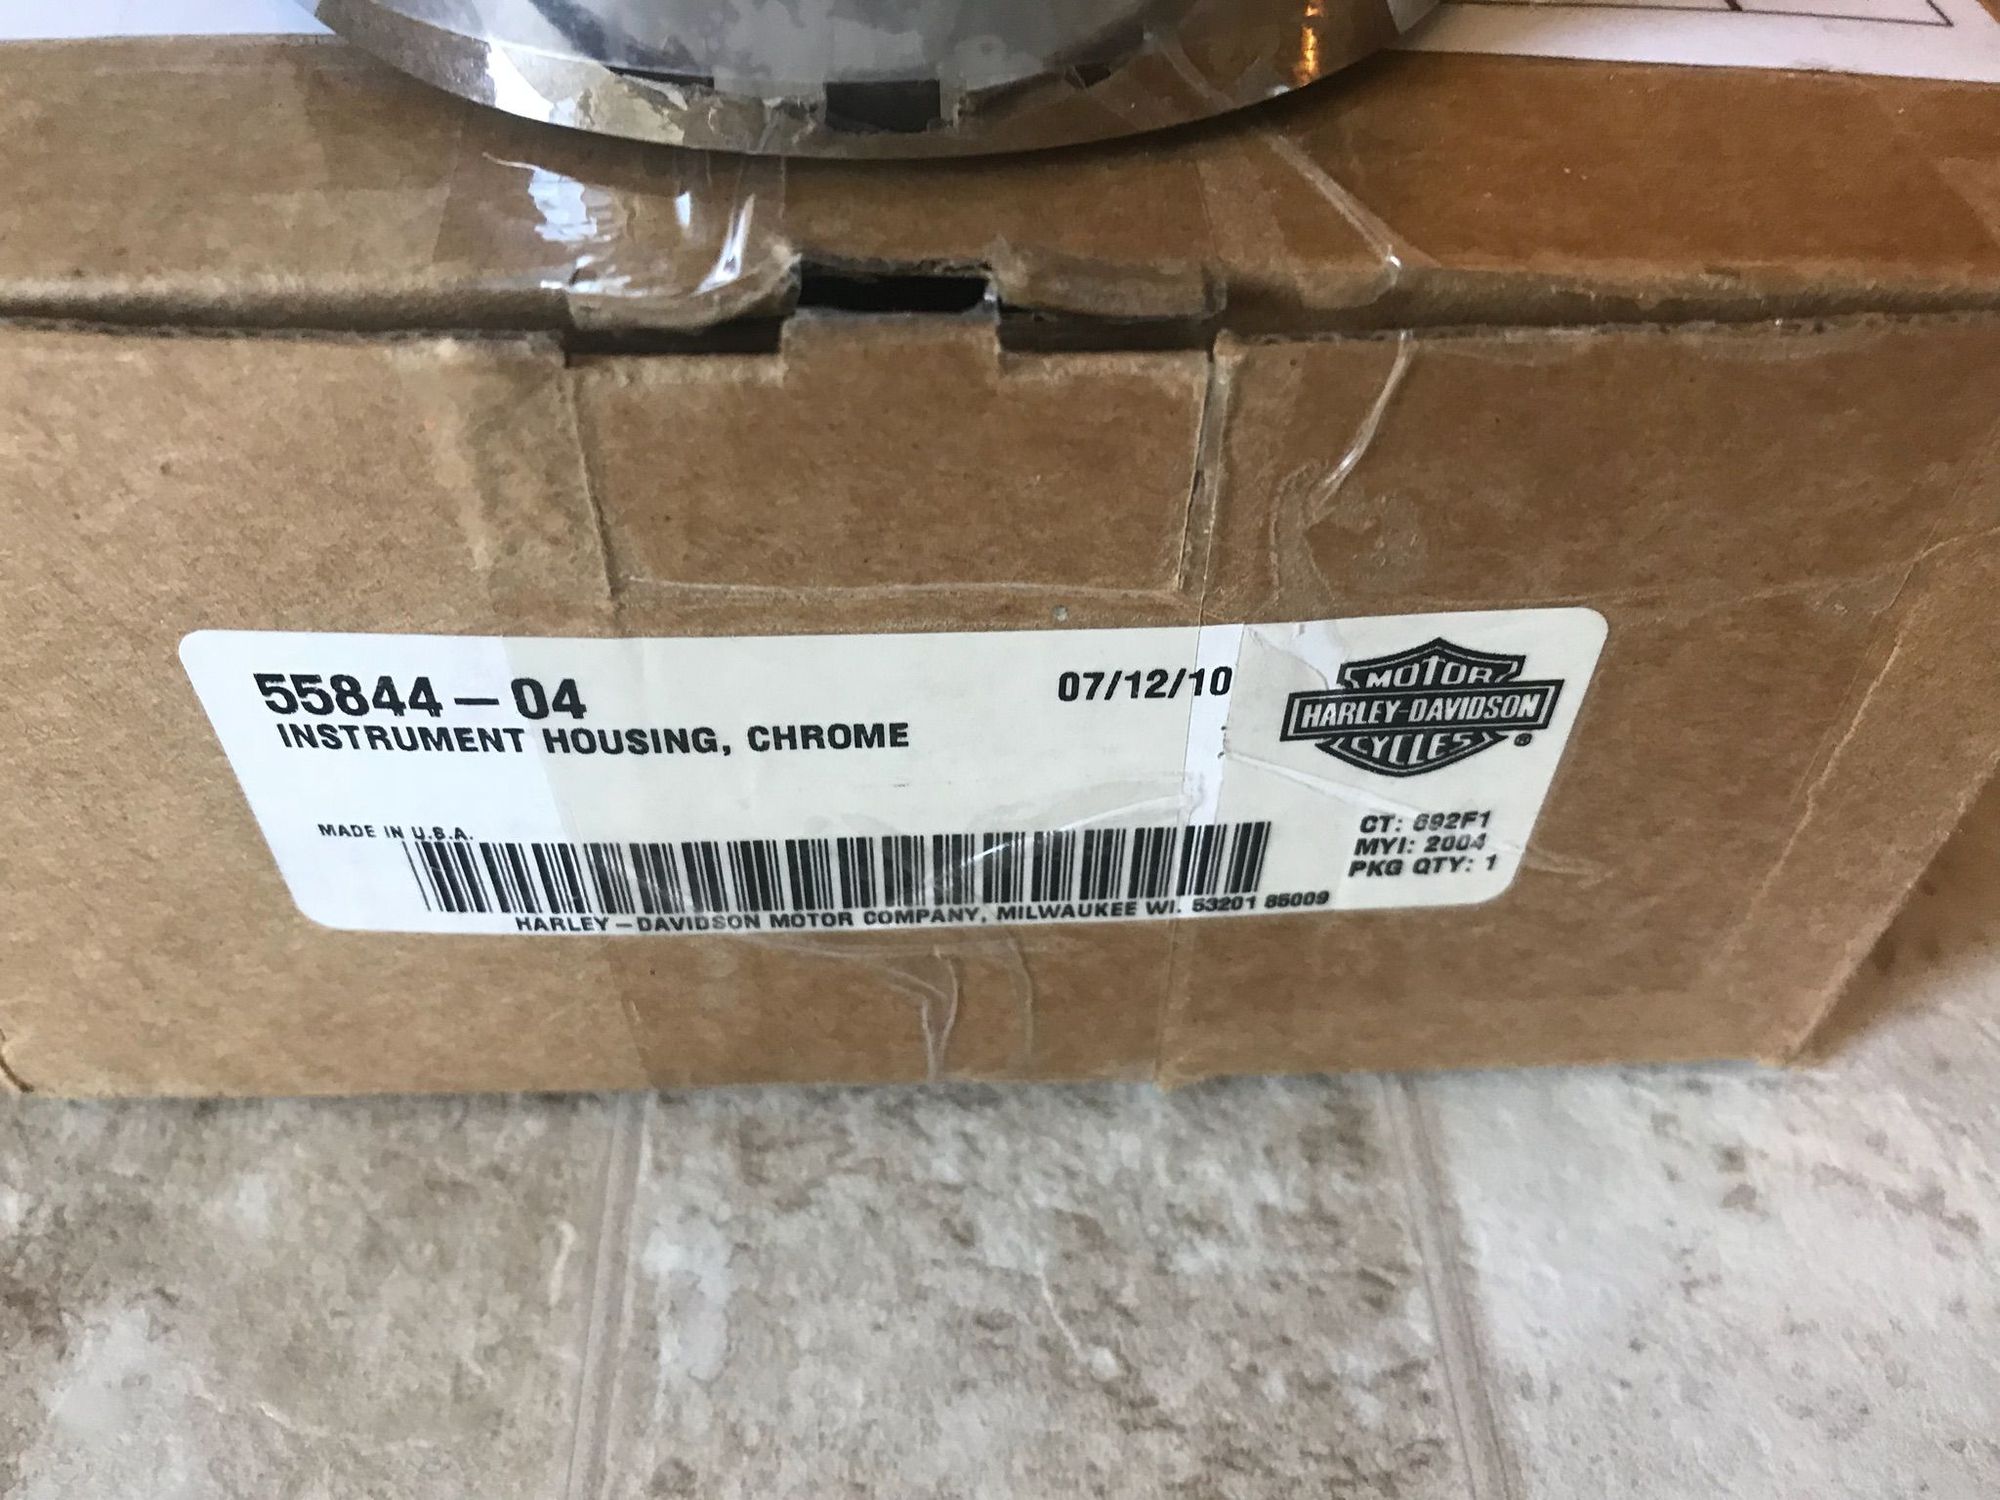 55844-04
07/12/10
INSTRUMENT HOUSING, CHROME
MOTOR
HARLEY-DAVIDSON
CYCLES
®
MADE IN U.S.A.
CT: 692F1
MYI: 2004
PKG QTY: 1
HARLEY-DAVIDSON MOTOR COMPANY, MILWAUKEE WI. 53201 85009